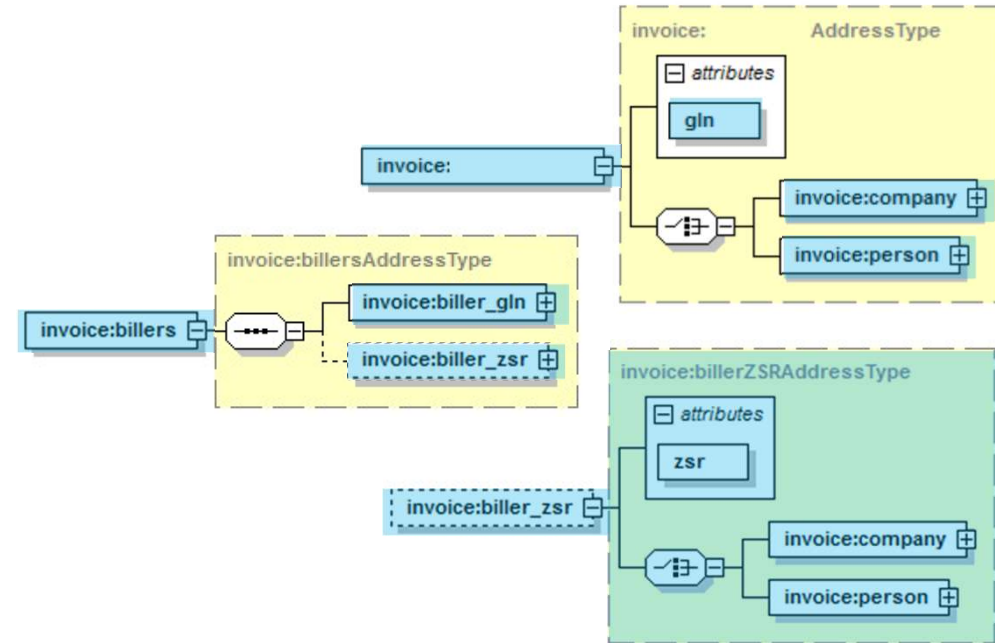 invoice: AddressType
attributes
gln
invoice:
invoice:company
invoice:person
invoice:billersAddressType
invoice:biller_gln
invoice:billers
invoice:biller_zsr
invoice:billerZSRAddressType
attributes
zsr
invoice:biller_zsr
invoice:company
invoice:person